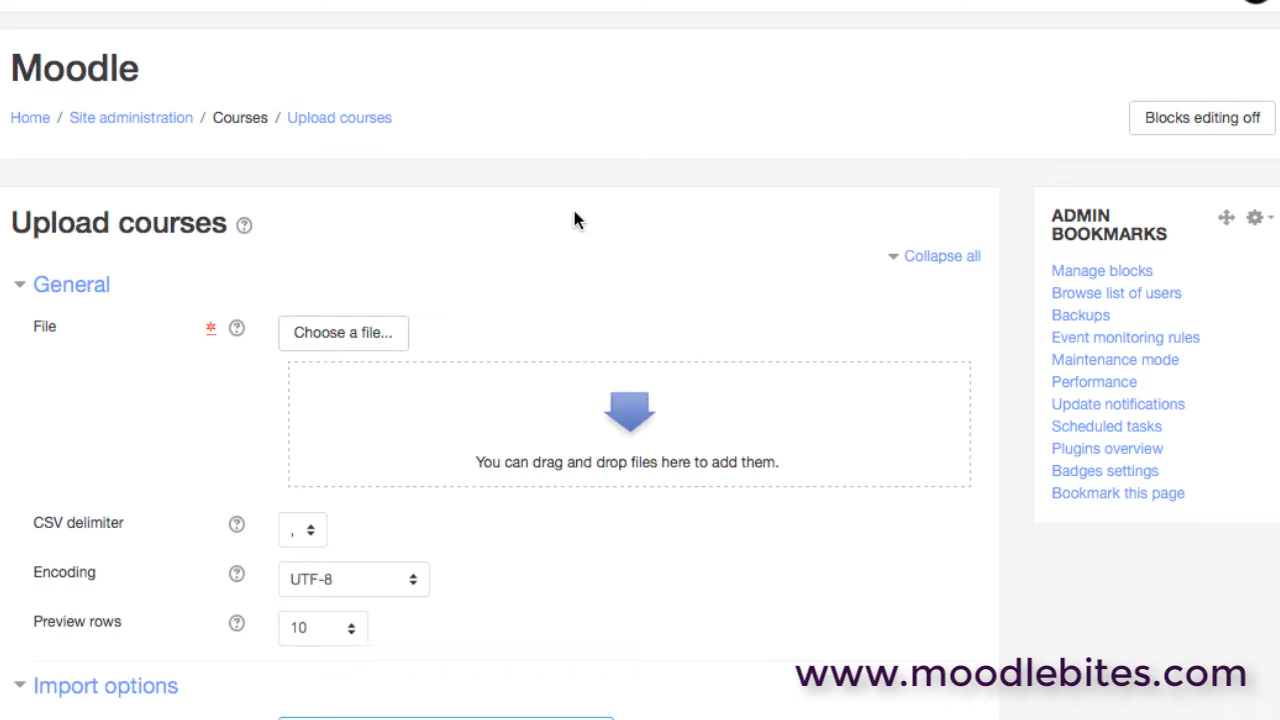 Moodle
Home / Site administration / Courses / Upload courses
Blocks editing off
Upload courses
Collapse all
General
File
Choose a file...
You can drag and drop files here to add them.
CSV delimiter
,
Encoding
UTF-8
Preview rows
10
Import options
ADMIN
BOOKMARKS
Manage blocks
Browse list of users
Backups
Event monitoring rules
Maintenance mode
Performance
Update notifications
Scheduled tasks
Plugins overview
Badges settings
Bookmark this page
www.moodlebites.com